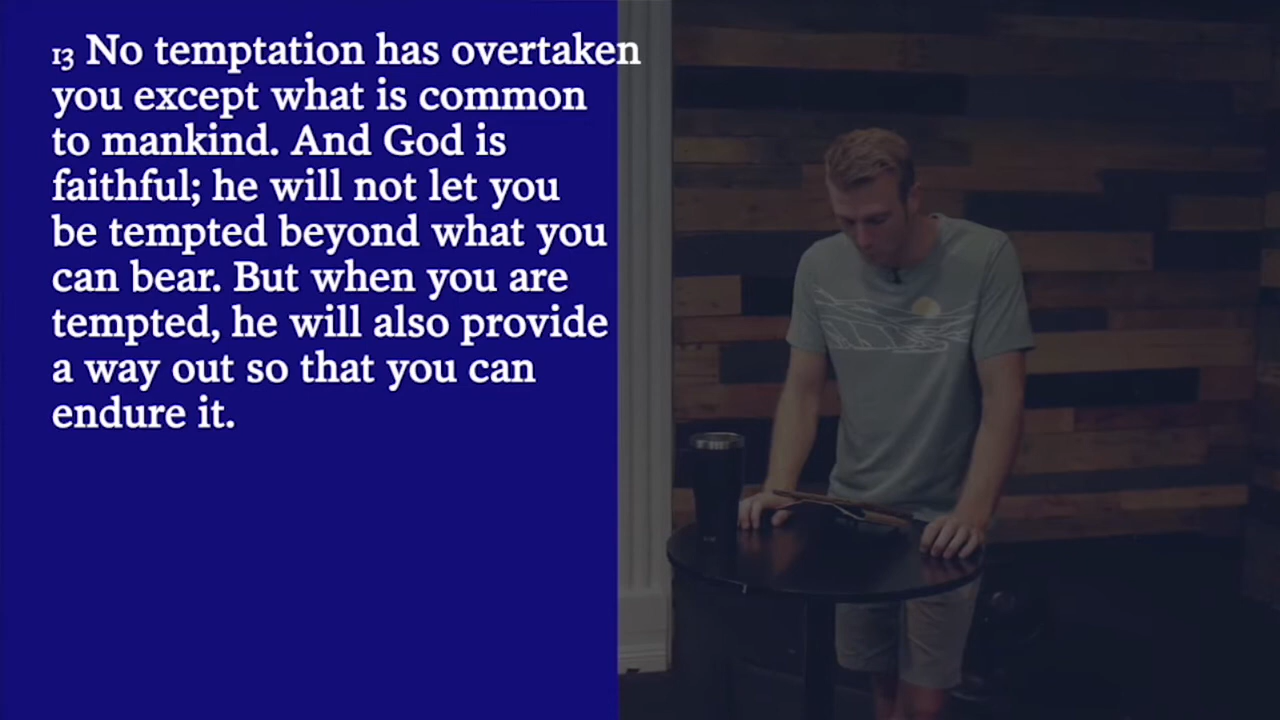 13 No temptation has overtaken
you except what is common
to mankind. And God is
faithful; he will not let you
be tempted beyond what you
can bear. But when you are
tempted, he will also provide
a way out so that you can
endure it.